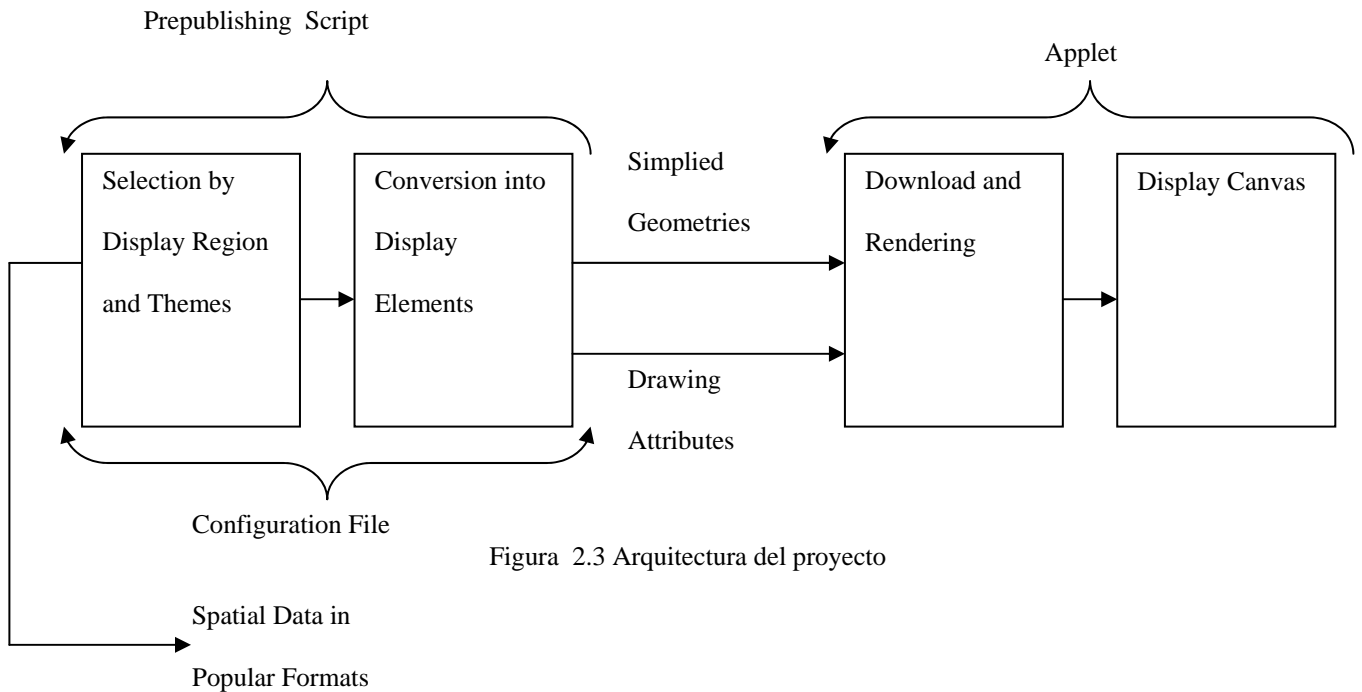 Prepublishing Script
Applet
Selection by
Display Region
and Themes
Conversion into
Display
Elements
Simplied
Geometries
Drawing
Attributes
Download and
Rendering
Display Canvas
Configuration File
Figura 2.3 Arquitectura del proyecto
Spatial Data in
Popular Formats